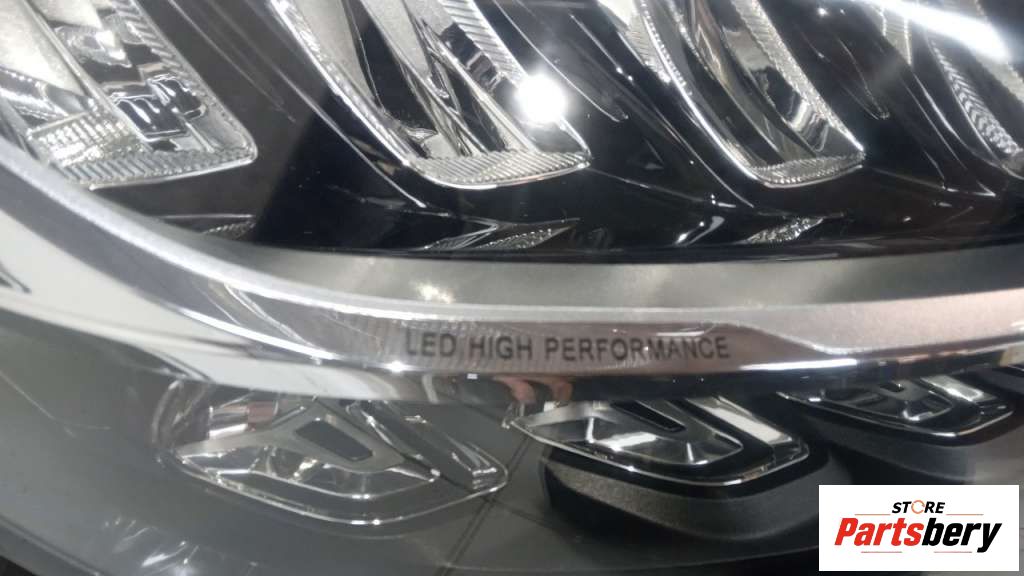 LED HIGH PERFORMANCE
STORE
Partsbery